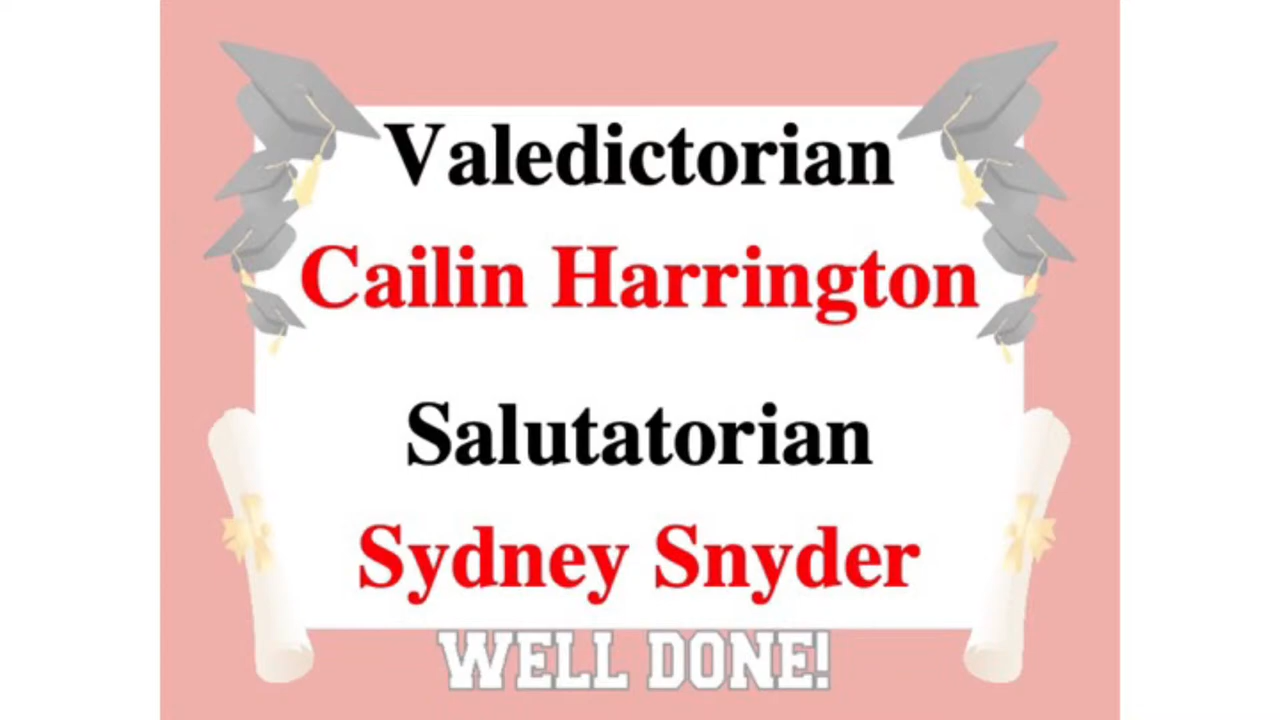 Valedictorian
Cailin Harrington
Salutatorian
Sydney Snyder
WELL DONE!